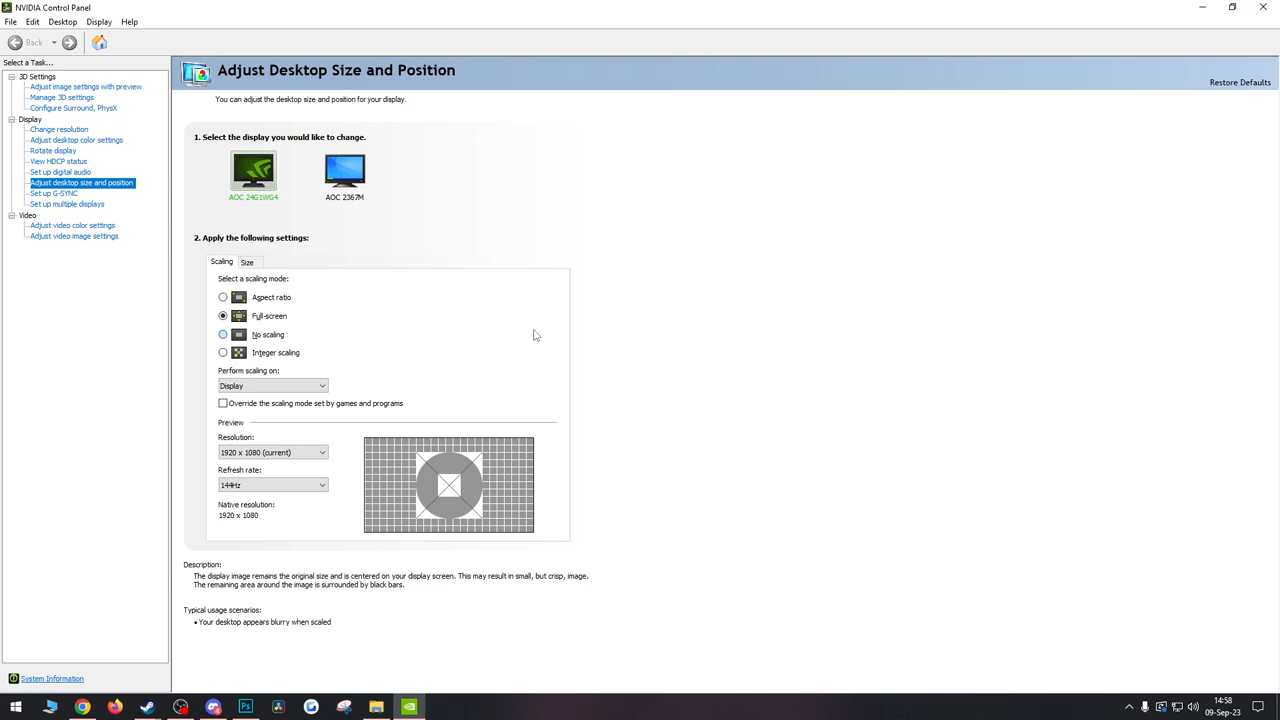 NVIDIA Control Panel
File Edit Desktop Display Help
Back
Select a Task...
3D Settings
Adjust image settings with preview
Manage 3D settings
Configure Surround, PhysX
Display
Change resolution
Adjust desktop color settings
Rotate display
View HDCP status
Set up digital audio
Adjust desktop size and position
Set up G-SYNC
Set up multiple displays
Video
Adjust video color settings
Adjust video image settings
System Information
Adjust Desktop Size and Position
Restore Defaults
You can adjust the desktop size and position for your display.
1. Select the display you would like to change.
AOC 24G1WG4 AOC 2367M
2. Apply the following settings:
Scaling Size
Select a scaling mode:
Aspect ratio
Full-screen
No scaling
Integer scaling
Perform scaling on:
Display
Override the scaling mode set by games and programs
Preview
Resolution:
1920 x 1080 (current)
Refresh rate:
144Hz
Native resolution:
1920 x 1080
Description:
The display image remains the original size and is centered on your display screen. This may result in small, but crisp, image.
The remaining area around the image is surrounded by black bars.
Typical usage scenarios:
• Your desktop appears blurry when scaled
Ps
14:58
09-Sep-23